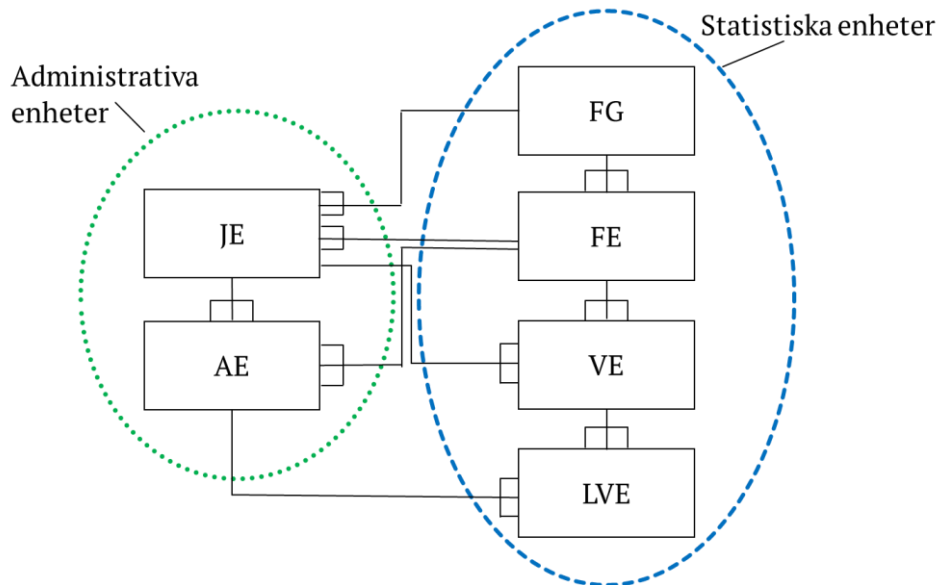 Statistiska enheter
Administrativa
enheter
FG
JE
FE
AE
VE
LVE